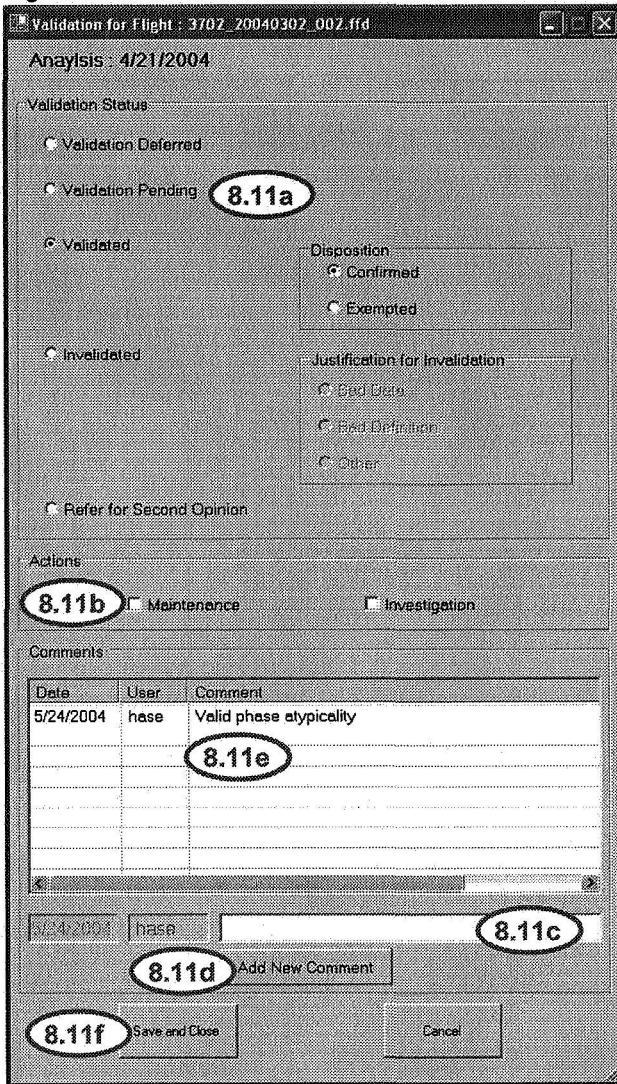 Validation for Flight : 3702_20040302_002.ffd
Anaylsis : 4/21/2004
Validation Status
Validation Deferred
Validation Pending
8.11a
Validated
Disposition
Confirmed
Exempted
Invalidated
Justification for Invalidation
Bad Data
Bad Definition
Other
Refer for Second Opinion
Actions
8.11b
Maintenance
Investigation
Comments
Date User Comment
5/24/2004 hase Valid phase atypicality
8.11e
5/24/2004 hase
8.11c
8.11d
Add New Comment
8.11f
Save and Close
Cancel